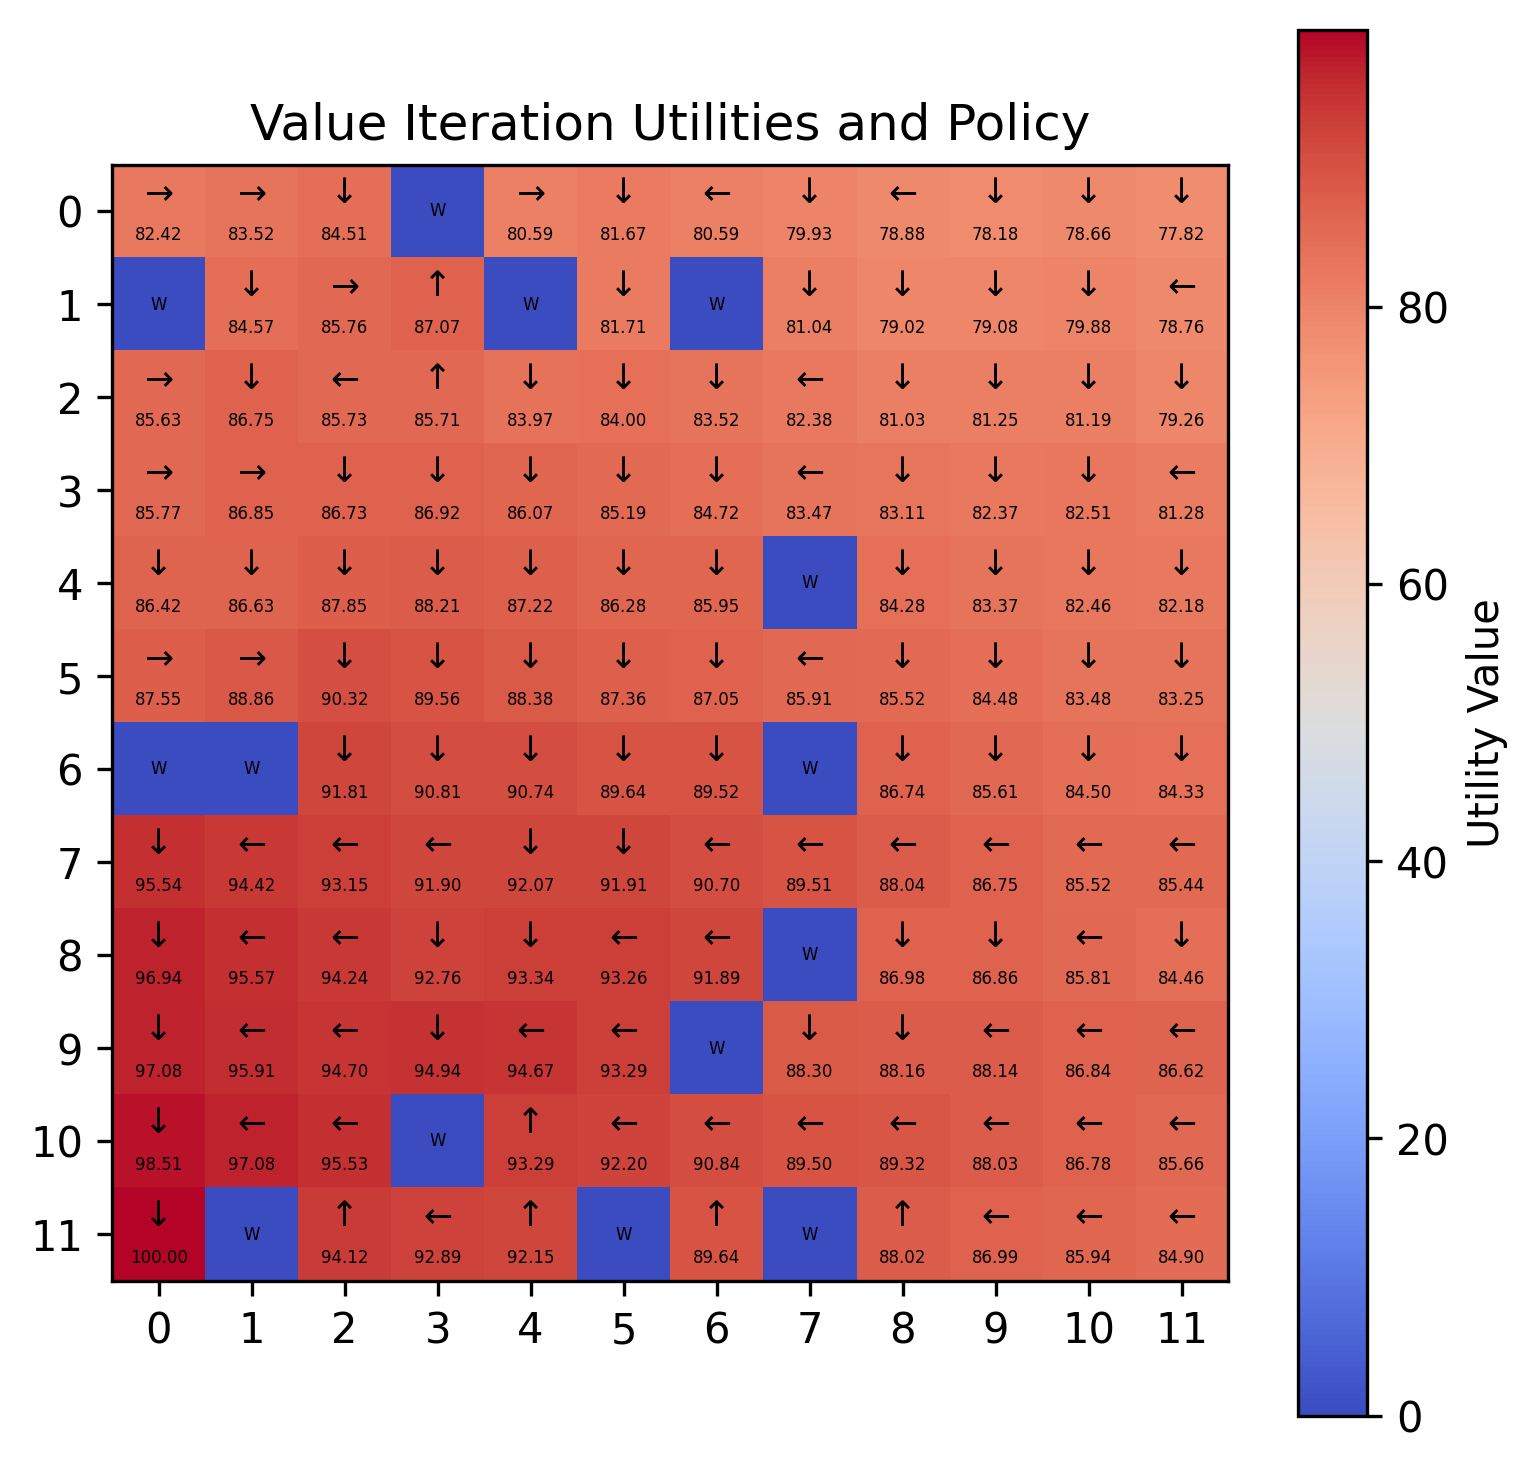 Value Iteration Utilities and Policy
0 → → ↓ W → ↓ ← ↓ ← ↓ ↓ ↓
82.42 83.52 84.51 80.59 81.67 80.59 79.93 78.88 78.18 78.66 77.82
1 W ↓ → ↑ W ↓ W ↓ ↓ ↓ ↓ ←
84.57 85.76 87.07 81.71 81.04 79.02 79.08 79.88 78.76
2 → ↓ ← ↑ ↓ ↓ ↓ ← ↓ ↓ ↓ ↓
85.63 86.75 85.73 85.71 83.97 84.00 83.52 82.38 81.03 81.25 81.19 79.26
3 → → ↓ ↓ ↓ ↓ ↓ ← ↓ ↓ ↓ ←
85.77 86.85 86.73 86.92 86.07 85.19 84.72 83.47 83.11 82.37 82.51 81.28
4 ↓ ↓ ↓ ↓ ↓ ↓ ↓ W ↓ ↓ ↓ ↓
86.42 86.63 87.85 88.21 87.22 86.28 85.95 84.28 83.37 82.46 82.18
5 → → ↓ ↓ ↓ ↓ ↓ ← ↓ ↓ ↓ ↓
87.55 88.86 90.32 89.56 88.38 87.36 87.05 85.91 85.52 84.48 83.48 83.25
6 W W ↓ ↓ ↓ ↓ ↓ W ↓ ↓ ↓ ↓
91.81 90.81 90.74 89.64 89.52 86.74 85.61 84.50 84.33
7 ↓ ← ← ← ↓ ↓ ← ← ← ← ← ←
95.54 94.42 93.15 91.90 92.07 91.91 90.70 89.51 88.04 86.75 85.52 85.44
8 ↓ ← ← ↓ ↓ ← ← W ↓ ↓ ← ↓
96.94 95.57 94.24 92.76 93.34 93.26 91.89 86.98 86.86 85.81 84.46
9 ↓ ← ← ↓ ← ← W ↓ ↓ ← ← ←
97.08 95.91 94.70 94.94 94.67 93.29 88.30 88.16 88.14 86.84 86.62
10 ↓ ← ← W ↑ ← ← ← ← ← ← ←
98.51 97.08 95.53 93.29 92.20 90.84 89.50 89.32 88.03 86.78 85.66
11 ↓ W ↑ ← ↑ W ↑ W ↑ ← ← ←
100.00 94.12 92.89 92.15 89.64 88.02 86.99 85.94 84.90
0 1 2 3 4 5 6 7 8 9 10 11
80
60
40
20
0
Utility Value